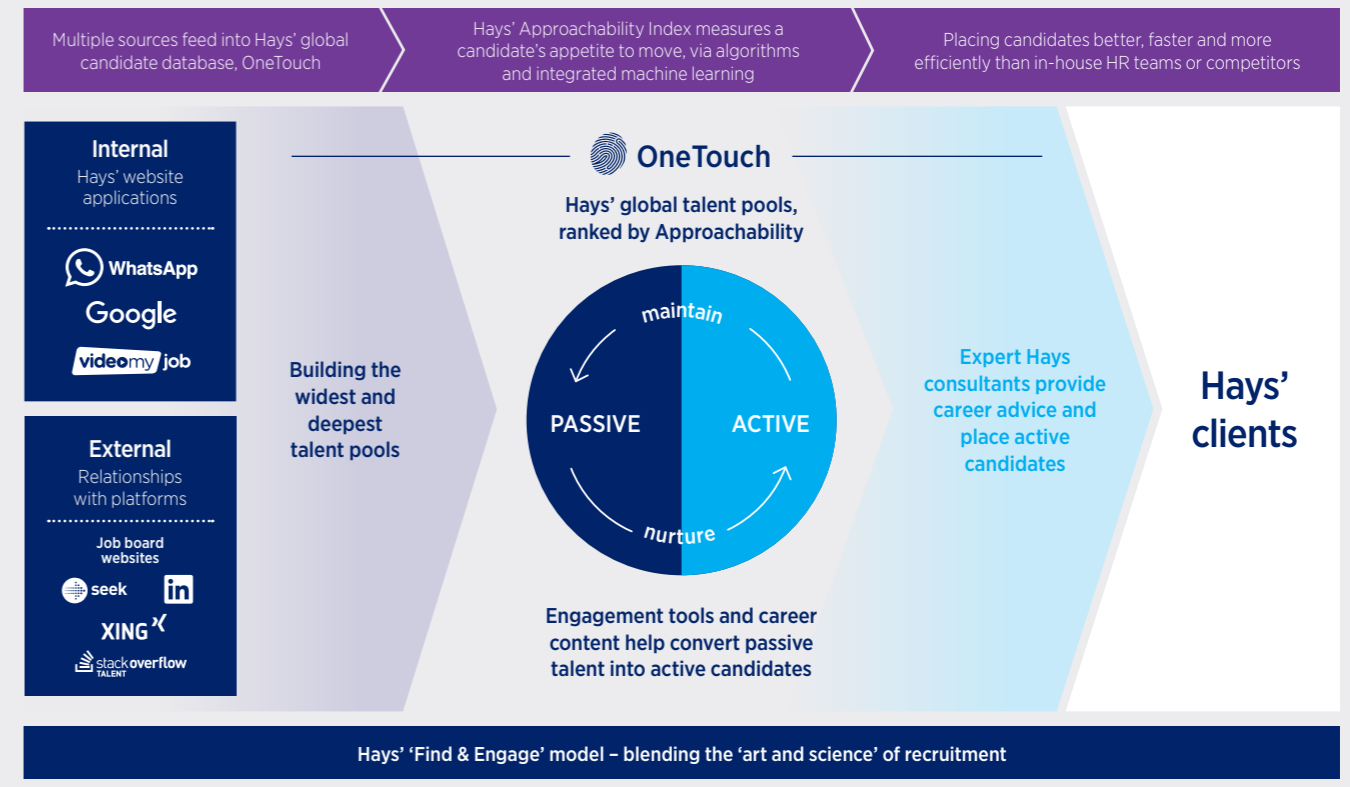 Multiple sources feed into Hays’ global
candidate database, OneTouch
Hays’ Approachability Index measures a
candidate’s appetite to move, via algorithms
and integrated machine learning
Placing candidates better, faster and more
efficiently than in-house HR teams or competitors
Internal
Hays’ website
applications
WhatsApp
Google
videomyjob
External
Relationships
with platforms
Job board
websites
seek
in
XING
stackoverflow
TALENT
Building the
widest and
deepest
talent pools
OneTouch
Hays’ global talent pools,
ranked by Approachability
maintain
PASSIVE
ACTIVE
nurture
Engagement tools and career
content help convert passive
talent into active candidates
Expert Hays
consultants provide
career advice and
place active
candidates
Hays’
clients
Hays’ ‘Find & Engage’ model – blending the ‘art and science’ of recruitment